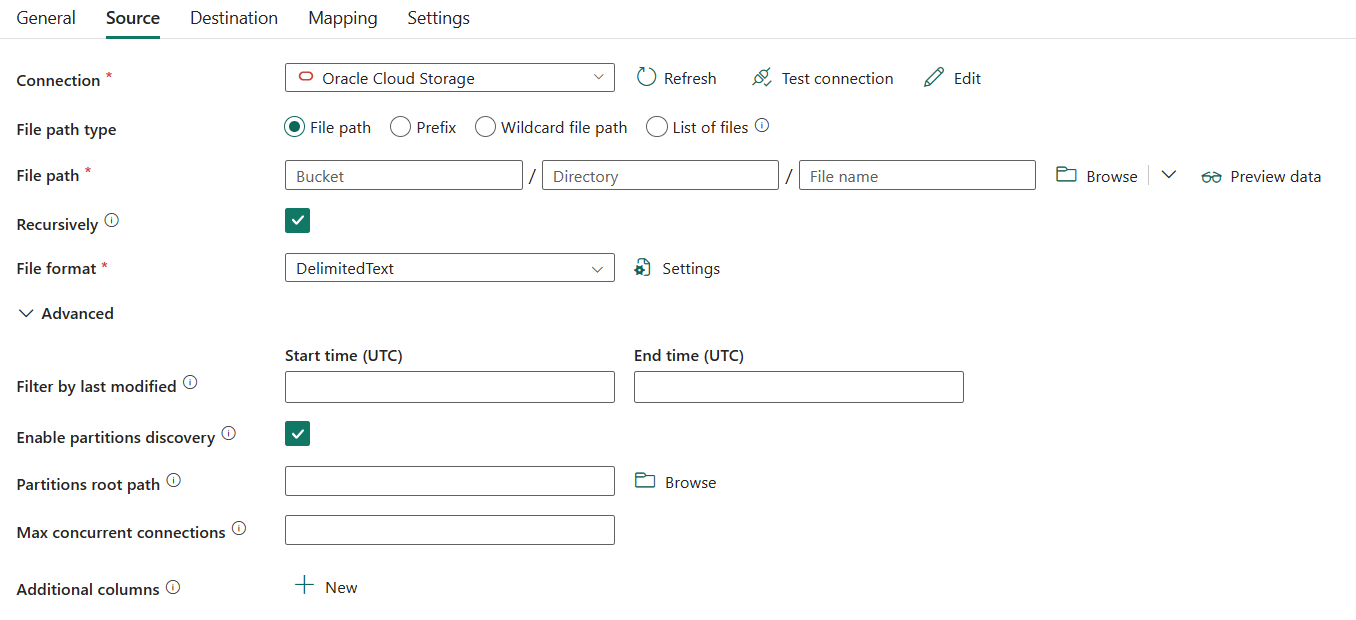 General Source Destination Mapping Settings
Connection * Oracle Cloud Storage Refresh Test connection Edit
File path type File path Prefix Wildcard file path List of files
File path * Bucket / Directory / File name Browse Preview data
Recursively
File format * DelimitedText Settings
Advanced
Start time (UTC) End time (UTC)
Filter by last modified
Enable partitions discovery
Partitions root path Browse
Max concurrent connections
Additional columns New